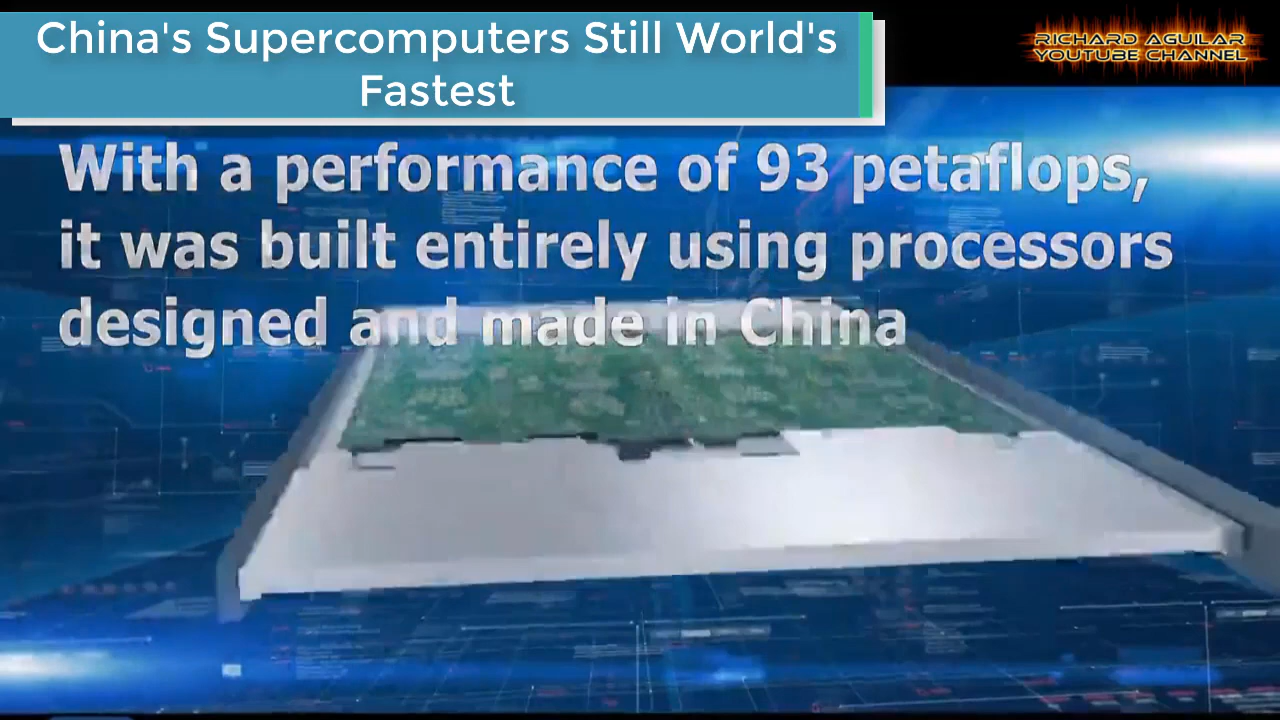 China's Supercomputers Still World's
Fastest
RICHARD AGUILAR
YOUTUBE CHANNEL
With a performance of 93 petaflops,
it was built entirely using processors
designed and made in China